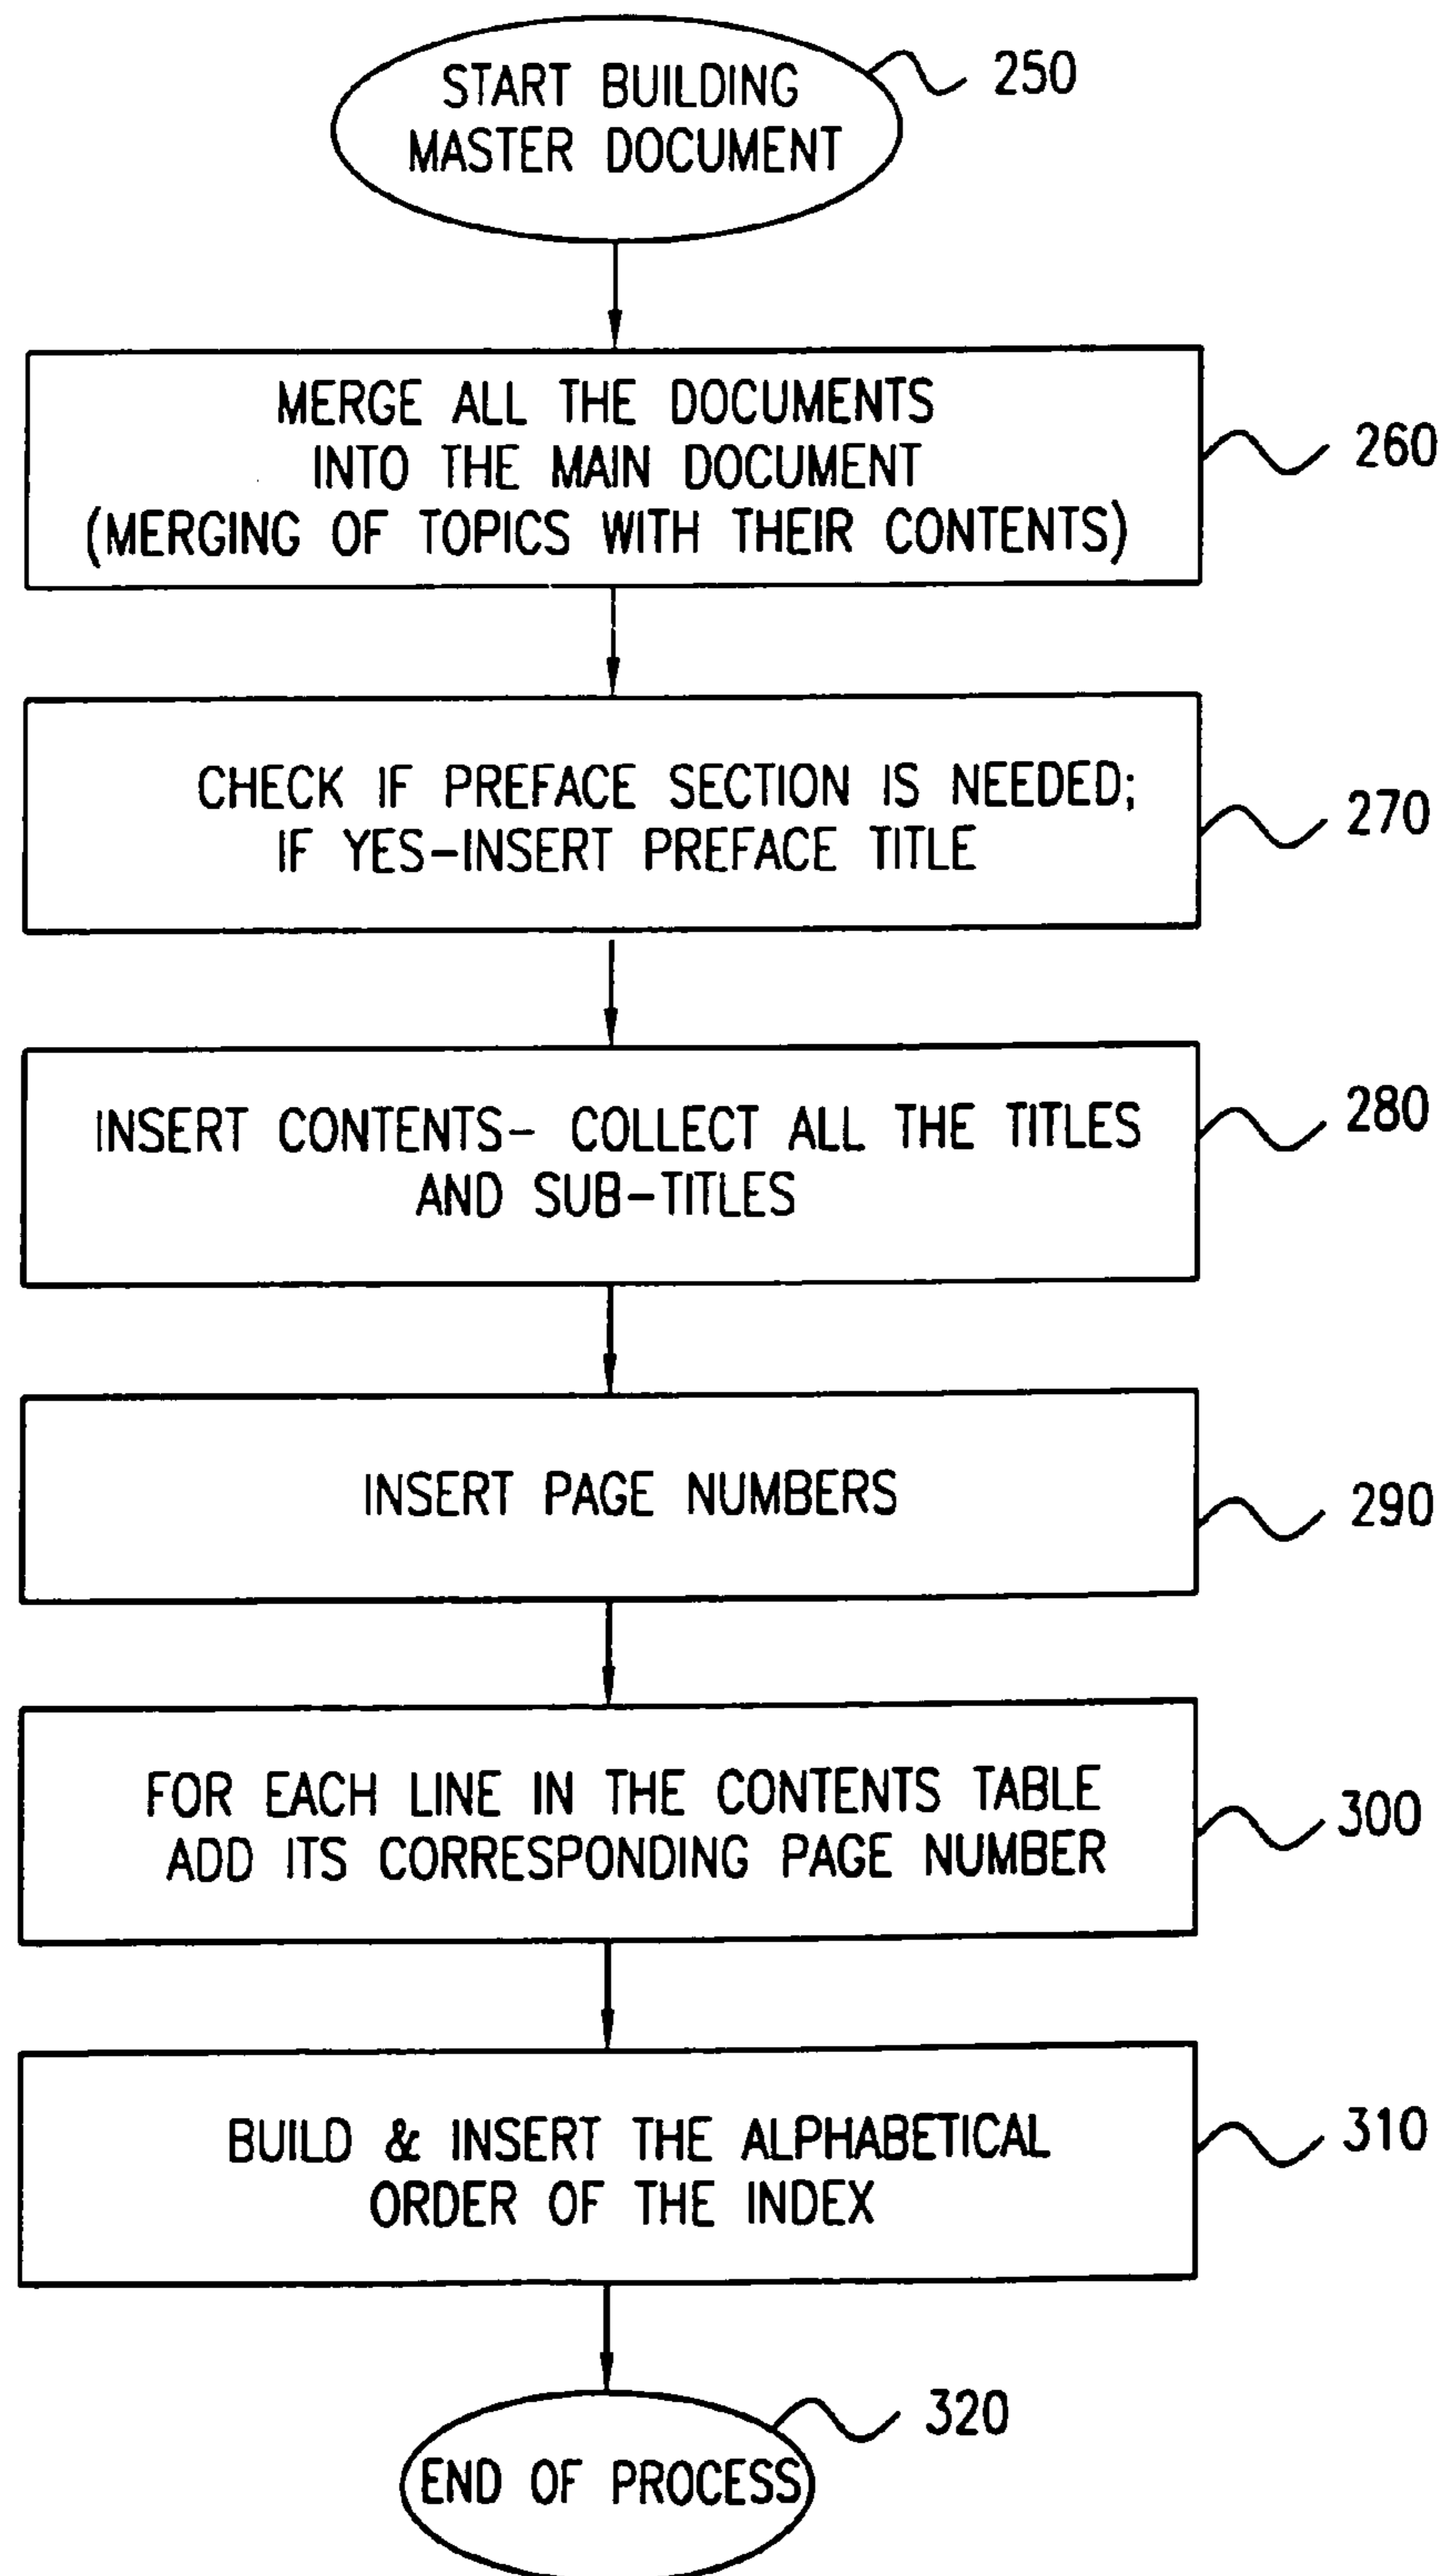 START BUILDING
MASTER DOCUMENT
250
MERGE ALL THE DOCUMENTS
INTO THE MAIN DOCUMENT
(MERGING OF TOPICS WITH THEIR CONTENTS)
260
CHECK IF PREFACE SECTION IS NEEDED;
IF YES-INSERT PREFACE TITLE
270
INSERT CONTENTS- COLLECT ALL THE TITLES
AND SUB-TITLES
280
INSERT PAGE NUMBERS
290
FOR EACH LINE IN THE CONTENTS TABLE
ADD ITS CORRESPONDING PAGE NUMBER
300
BUILD & INSERT THE ALPHABETICAL
ORDER OF THE INDEX
310
END OF PROCESS
320